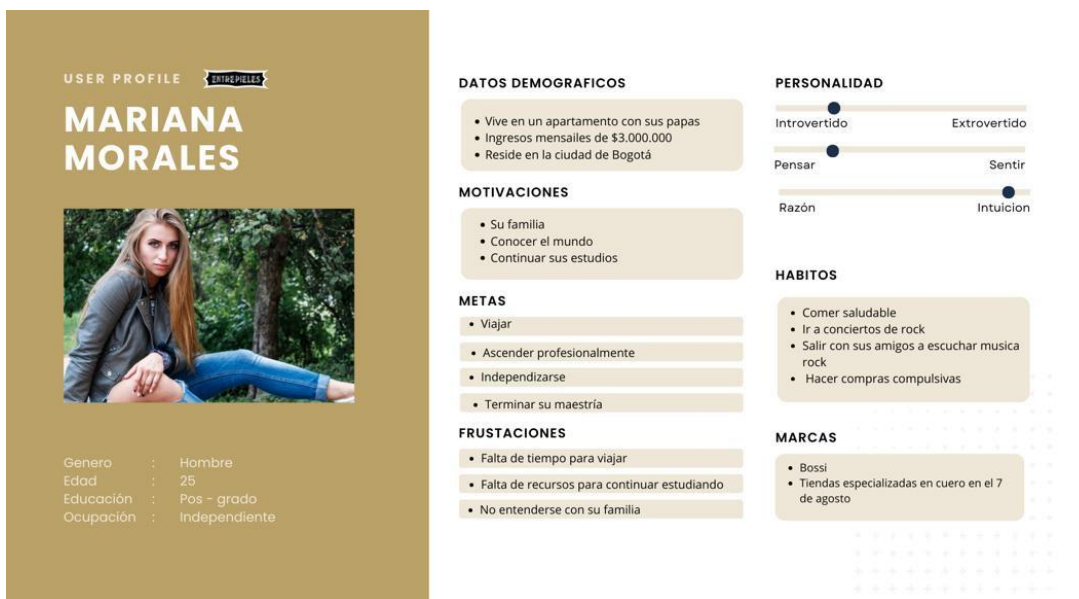 USER PROFILE ENTREPIELES
MARIANA
MORALES
Genero : Hombre
Edad : 25
Educación : Pos - grado
Ocupación : Independiente
DATOS DEMOGRAFICOS
• Vive en un apartamento con sus papas
• Ingresos mensailes de $3.000.000
• Reside en la ciudad de Bogotá
MOTIVACIONES
• Su familia
• Conocer el mundo
• Continuar sus estudios
METAS
• Viajar
• Ascender profesionalmente
• Independizarse
• Terminar su maestría
FRUSTACIONES
• Falta de tiempo para viajar
• Falta de recursos para continuar estudiando
• No entenderse con su familia
PERSONALIDAD
Introvertido Extrovertido
Pensar Sentir
Razón Intuicion
HABITOS
• Comer saludable
• Ir a conciertos de rock
• Salir con sus amigos a escuchar musica
rock
• Hacer compras compulsivas
MARCAS
• Bossi
• Tiendas especializadas en cuero en el 7
de agosto